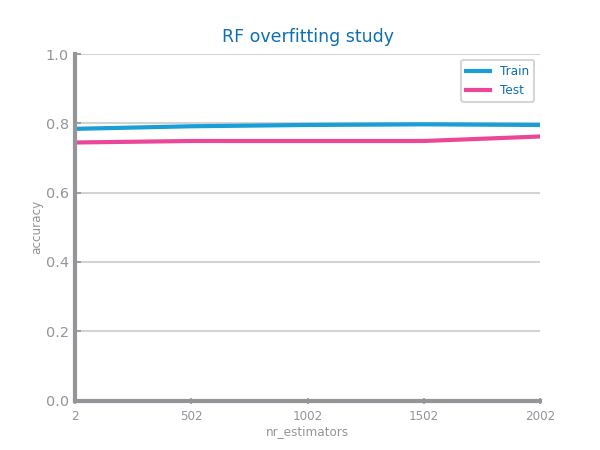 RF overfitting study
1.0
0.8
0.6
0.4
0.2
0.0
accuracy
Train
Test
2 502 1002 1502 2002
nr_estimators